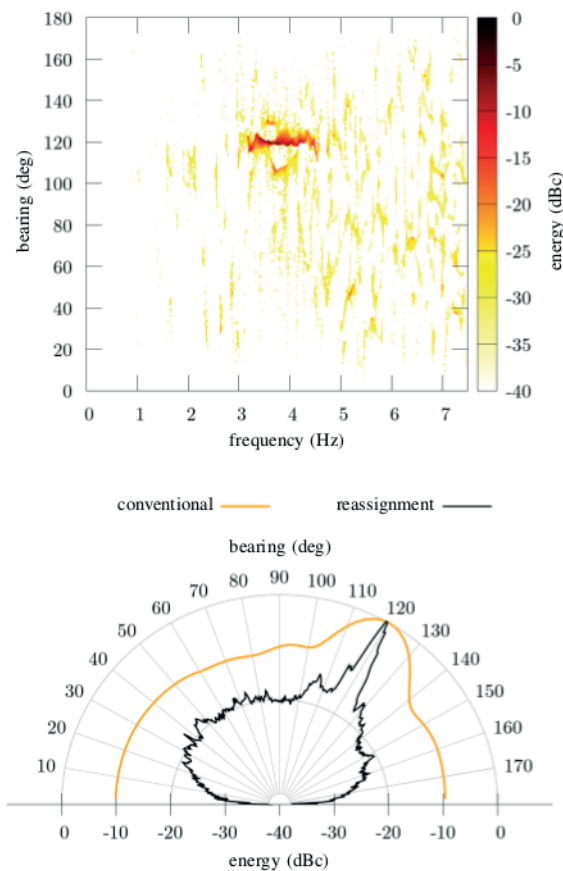 180
160
140
120
100
80
60
40
20
0
bearing (deg)
0 1 2 3 4 5 6 7
frequency (Hz)
0
-5
-10
-15
-20
-25
-30
-35
-40
energy (dBc)
conventional reassignment
bearing (deg)
10 20 30 40 50 60 70 80 90 100 110 120 130 140 150 160 170
0 -10 -20 -30 -40 -30 -20 -10 0
energy (dBc)